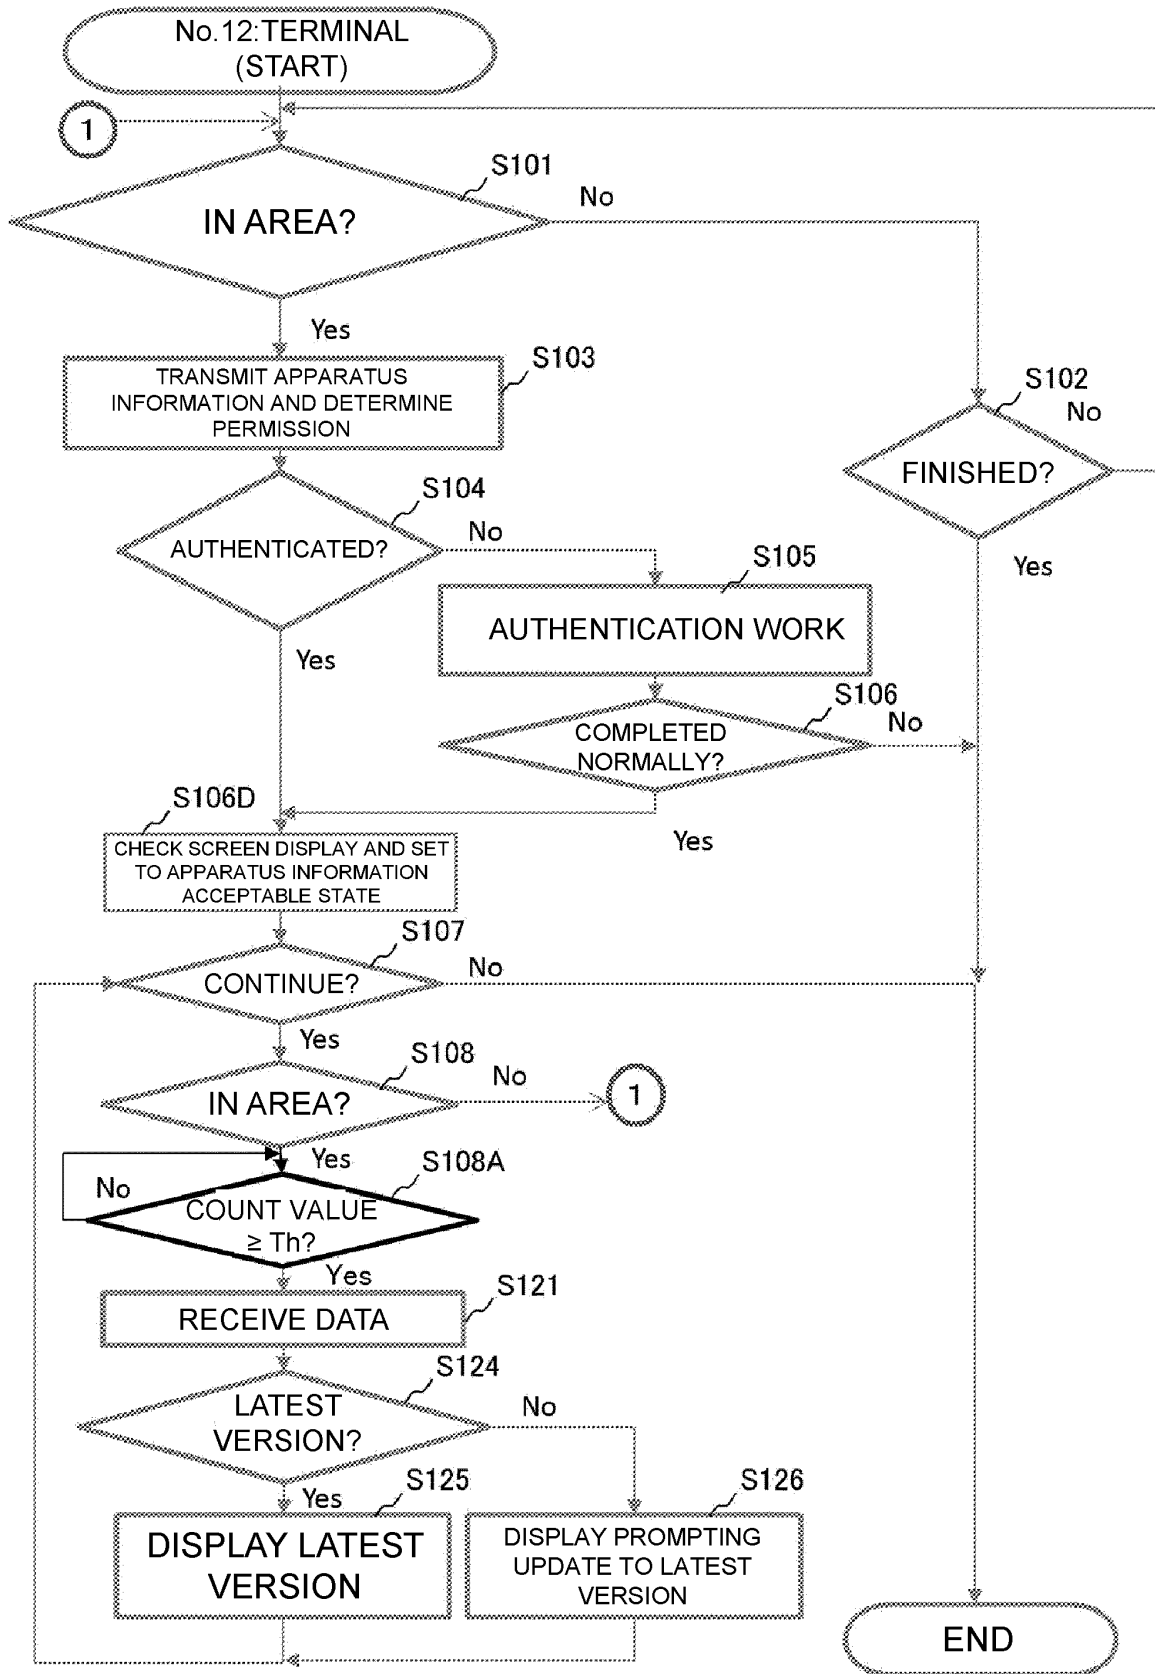 No.12:TERMINAL
(START)
1
S101
No
IN AREA?
Yes
S103
TRANSMIT APPARATUS
INFORMATION AND DETERMINE
PERMISSION
S102
No
FINISHED?
Yes
S104
No
AUTHENTICATED?
Yes
S105
AUTHENTICATION WORK
S106
No
COMPLETED
NORMALLY?
Yes
S106D
CHECK SCREEN DISPLAY AND SET
TO APPARATUS INFORMATION
ACCEPTABLE STATE
S107
No
CONTINUE?
Yes
S108
No
IN AREA?
1
Yes
S108A
No
COUNT VALUE
≥ Th?
Yes
S121
RECEIVE DATA
S124
No
LATEST
VERSION?
Yes
S125
DISPLAY LATEST
VERSION
S126
DISPLAY PROMPTING
UPDATE TO LATEST
VERSION
END